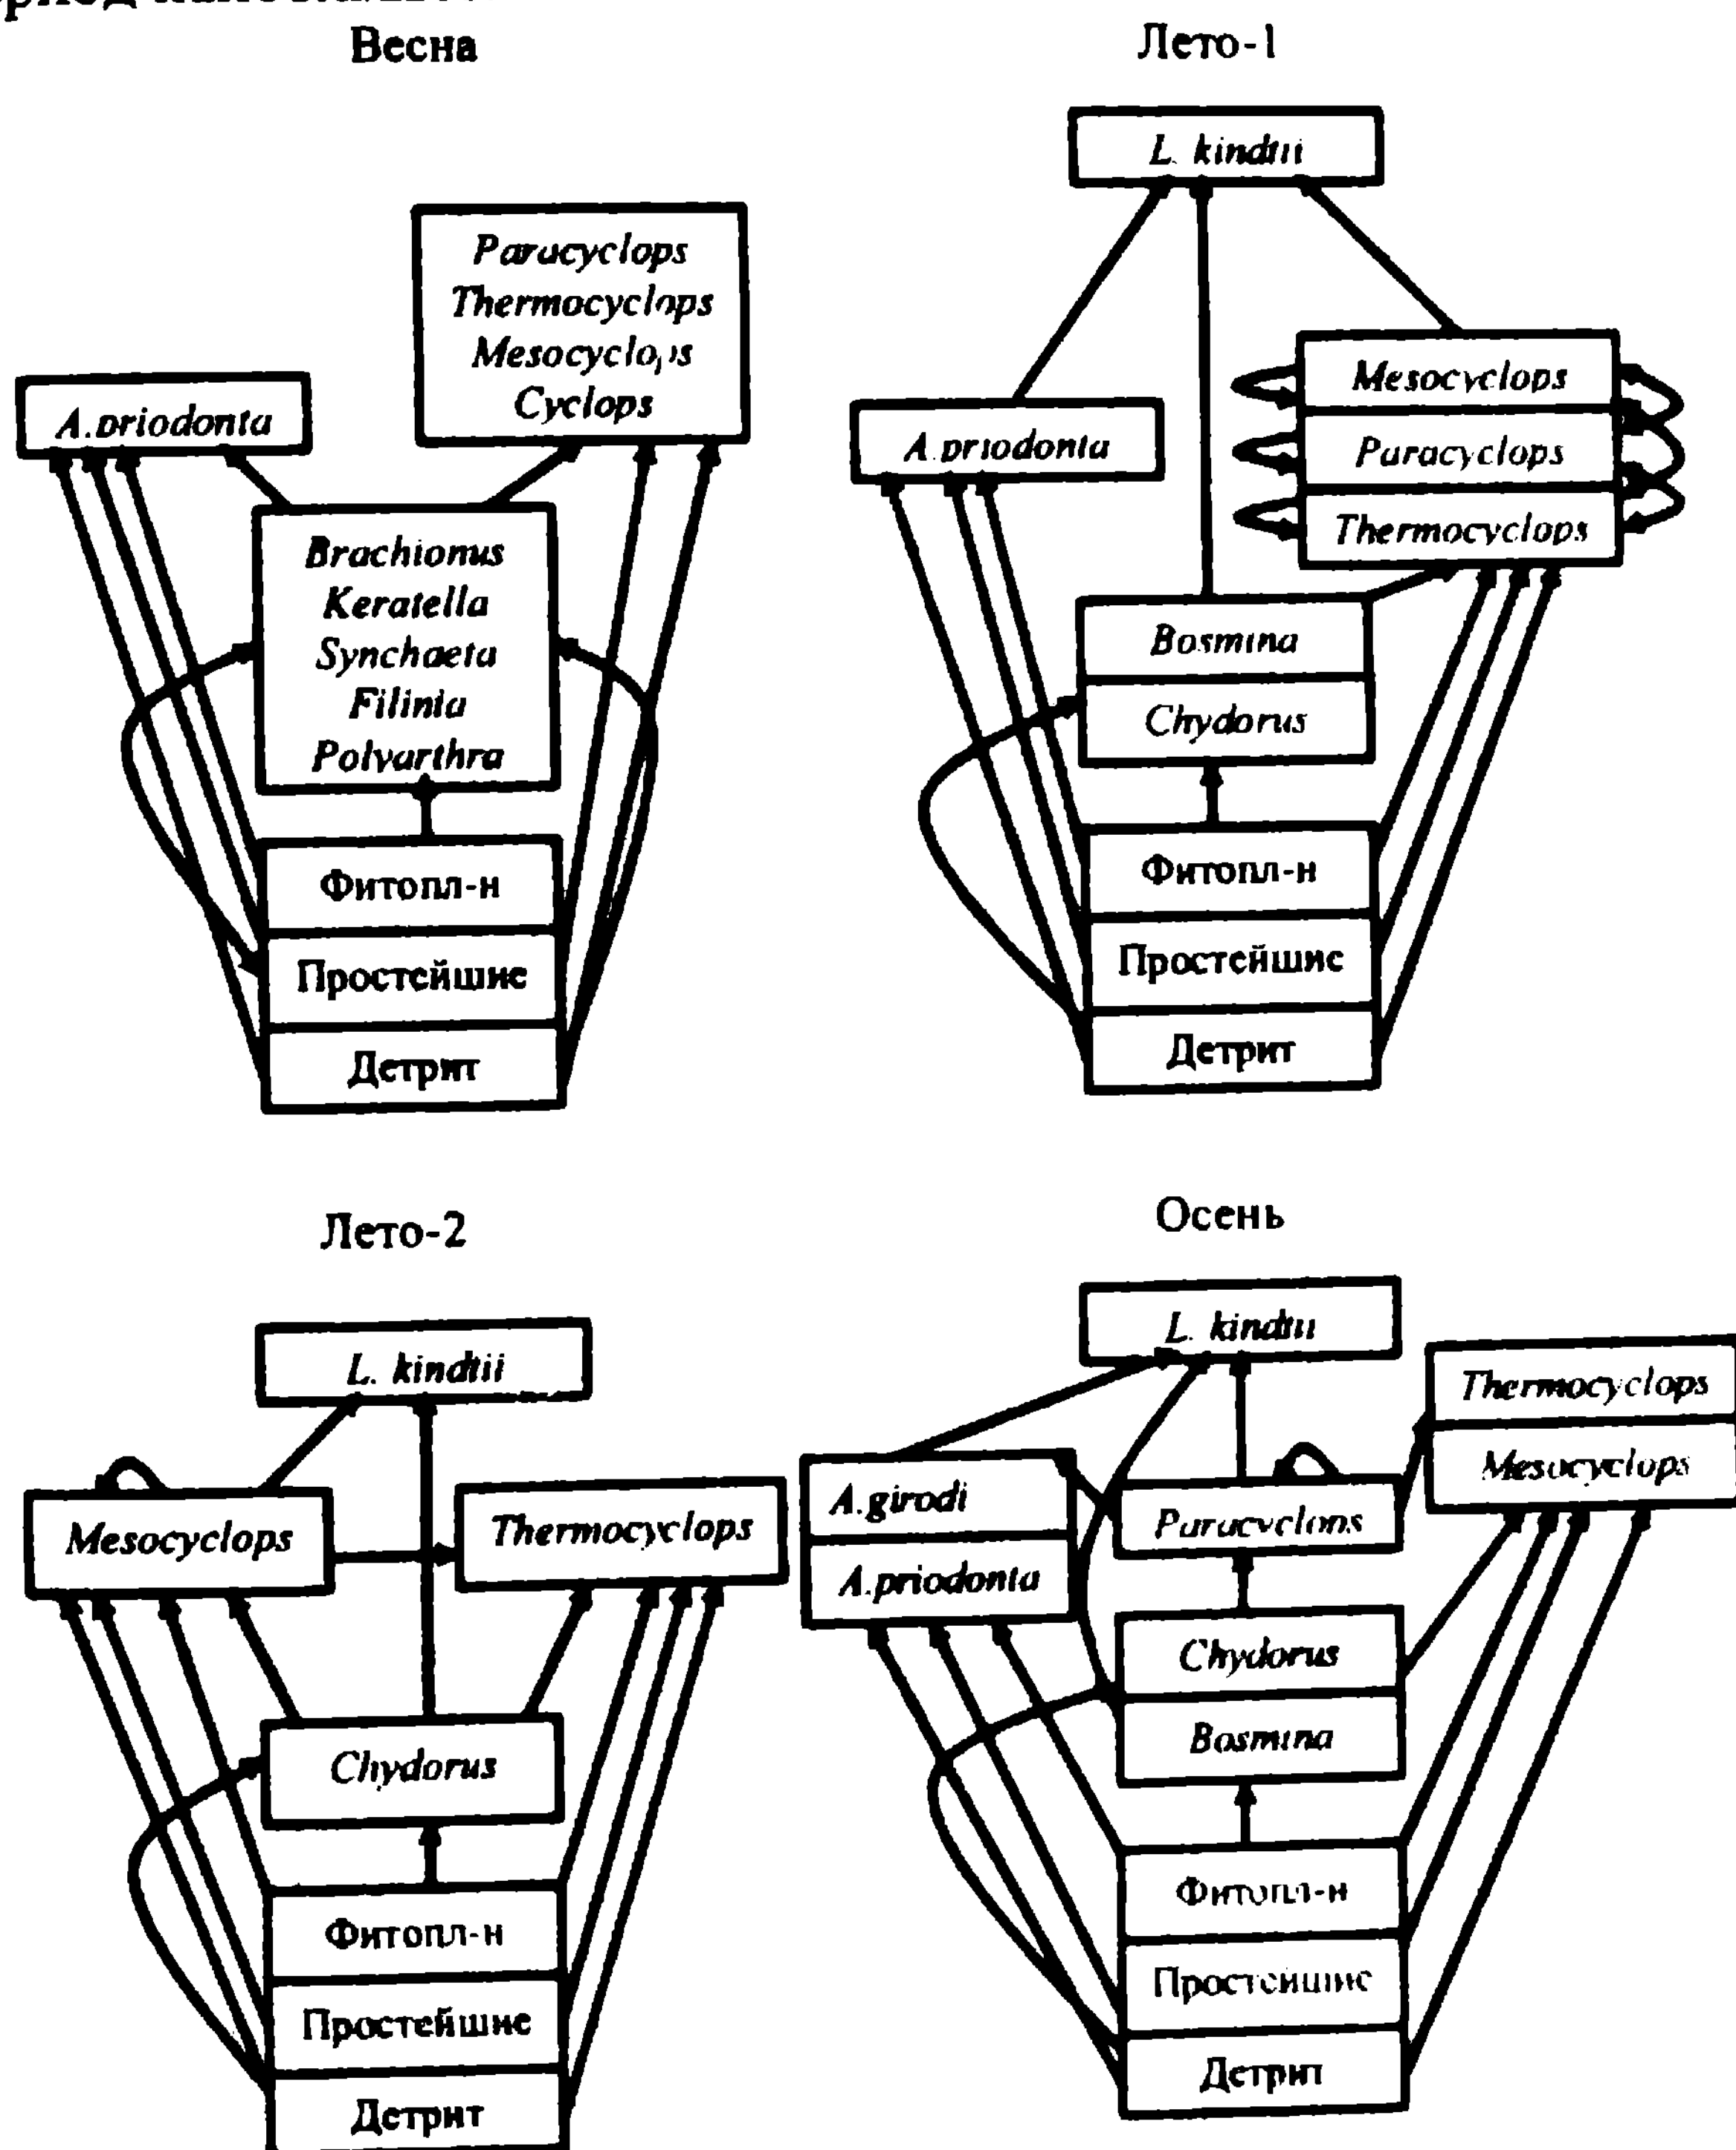 Весна
Paracyclops
Thermocyclops
Mesocyclops
Cyclops
A.priodonta
Brachionus
Keratella
Synchaeta
Filinia
Polyarthra
Фитопл-н
Простейшие
Детрит
Лето-1
L. kindtii
Mesocyclops
A.priodonta
Paracyclops
Thermocyclops
Bosmina
Chydorus
Фитопл-н
Простейшие
Детрит
Лето-2
L. kindtii
Mesocyclops
Thermocyclops
Chydorus
Фитопл-н
Простейшие
Детрит
Осень
L. kindtii
Thermocyclops
Mesocyclops
A.girodi
Paracyclops
A.priodonta
Chydorus
Bosmina
Фитопл-н
Простейшие
Детрит